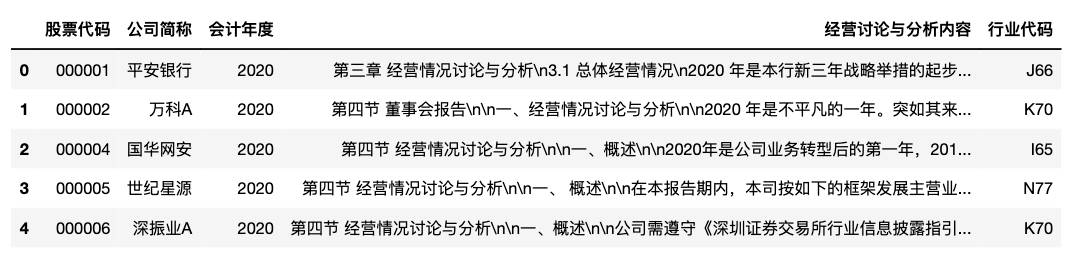 股票代码 公司简称 会计年度 经营讨论与分析内容 行业代码
0 000001 平安银行 2020 第三章 经营情况讨论与分析\n3.1 总体经营情况\n2020 年是本行新三年战略举措的起步... J66
1 000002 万科A 2020 第四节 董事会报告\n\n一、经营情况讨论与分析\n\n2020 年是不平凡的一年。突如其来... K70
2 000004 国华网安 2020 第四节 经营情况讨论与分析\n\n一、概述\n\n2020年是公司业务转型后的第一年，201... I65
3 000005 世纪星源 2020 第四节 经营情况讨论与分析\n\n一、 概述\n\n在本报告期内，本司按如下的框架发展主营业... N77
4 000006 深振业A 2020 第四节 经营情况讨论与分析\n\n一、概述\n\n公司需遵守《深圳证券交易所行业信息披露指引... K70